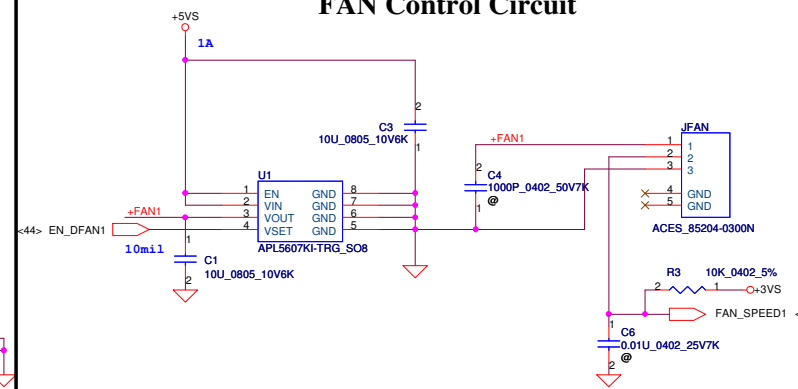 FAN Control Circuit
+5VS
1A
2
C3
10U_0805_10V6K
1
+FAN1
JFAN
1 1
2 2
3 3
4 GND
5 GND
ACES_85204-0300N
2
C4
1000P_0402_50V7K
1 @
U1
1 EN GND 8
2 VIN GND 7
3 VOUT GND 6
4 VSET GND 5
APL5607KI-TRG_SO8
+FAN1
<44> EN_DFAN1
10mil
1
C1
10U_0805_10V6K
2
R3 10K_0402_5%
2 1 +3VS
FAN_SPEED1 <
1
C6
0.01U_0402_25V7K
@
2